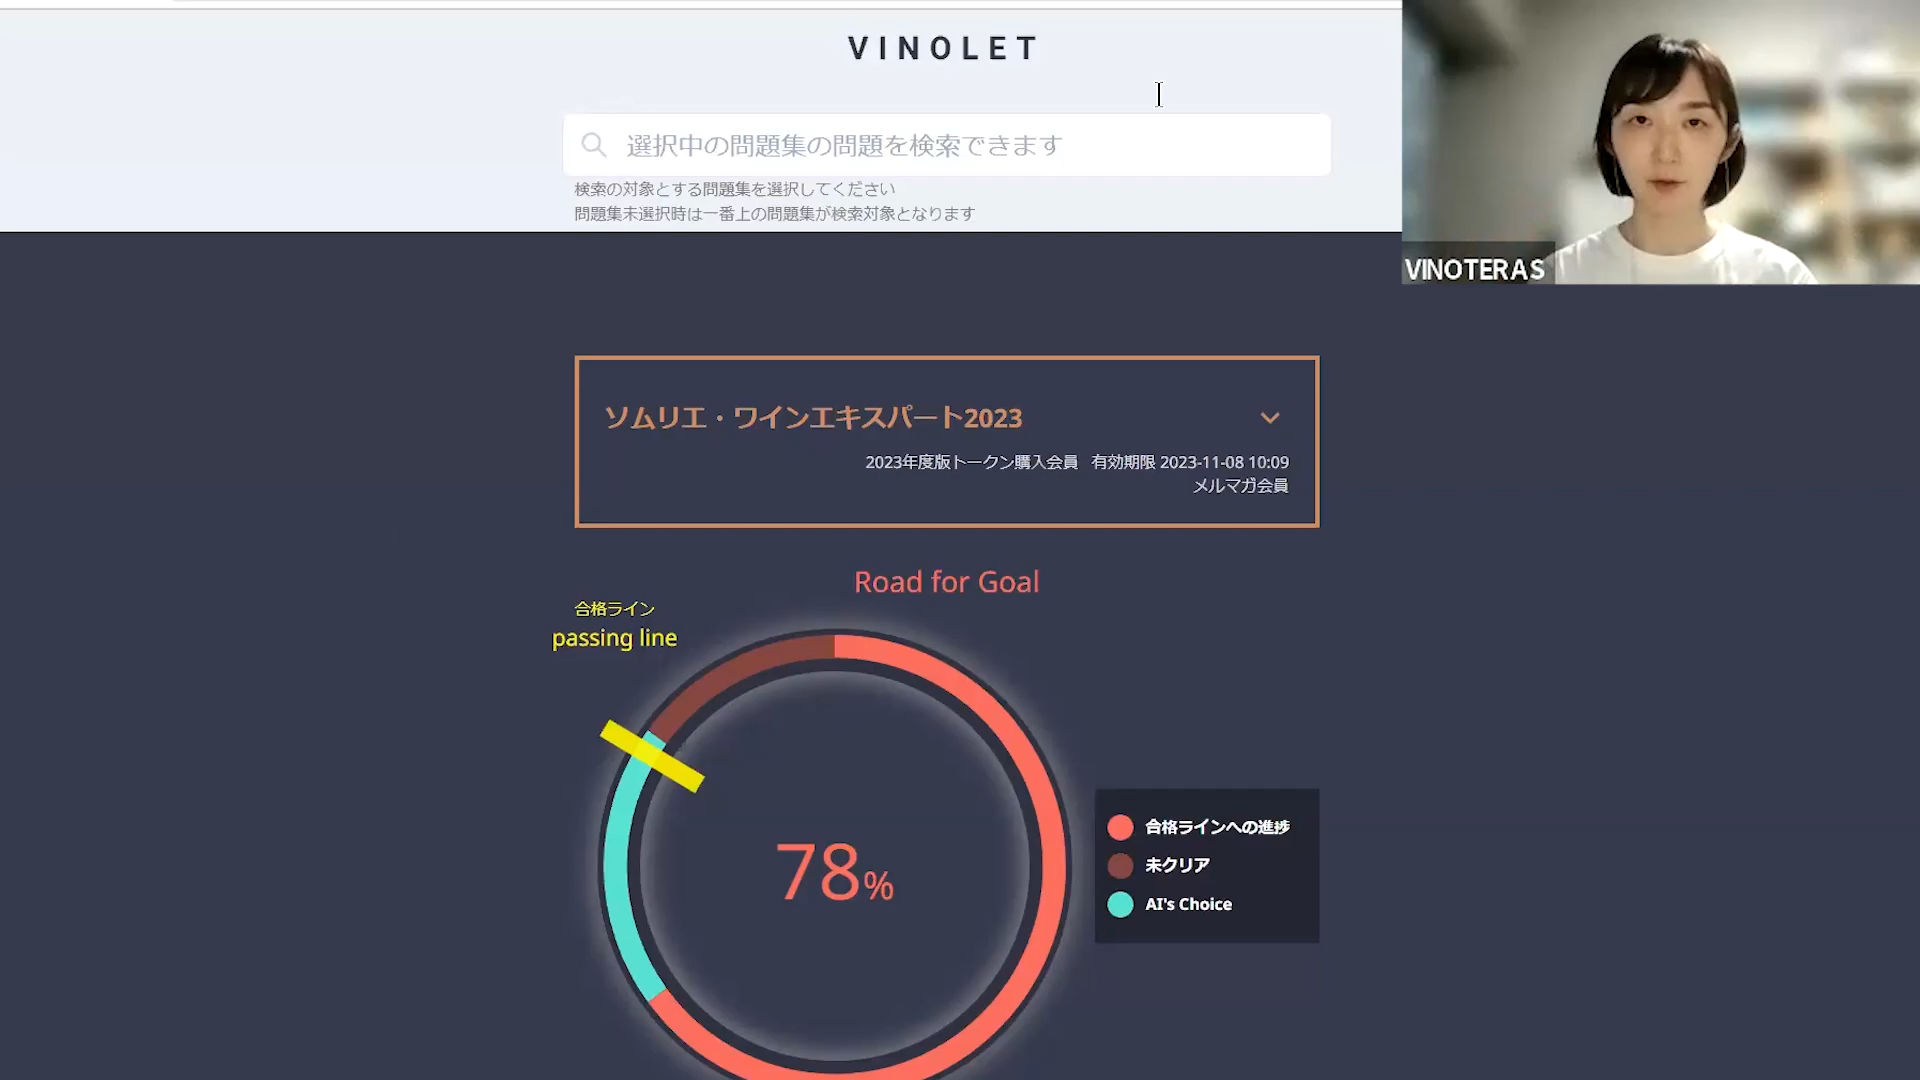 VINOLET
選択中の問題集の問題を検索できます
検索の対象とする問題集を選択してください
問題集未選択時は一番上の問題集が検索対象となります
VINOTERAS
ソムリエ・ワインエキスパート2023
2023年度版トークン購入会員 有効期限 2023-11-08 10:09
メルマガ会員
Road for Goal
合格ライン
passing line
78%
合格ラインへの進捗
未クリア
AI's Choice